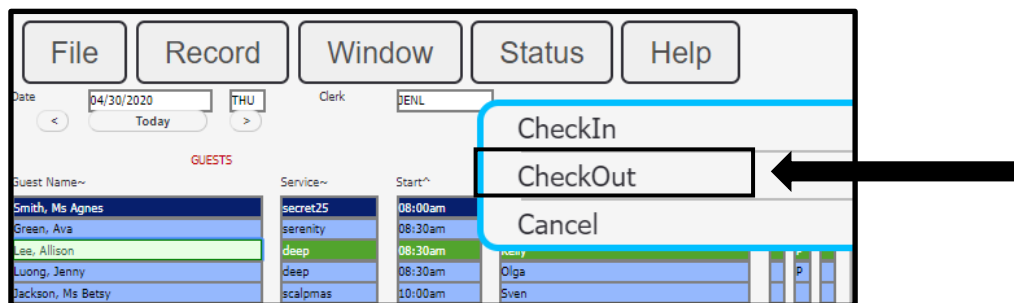 File Record Window Status Help
Date 04/30/2020 THU Clerk JENL
< Today >
CheckIn
GUESTS
CheckOut
Guest Name~ Service~ Start^
Smith, Ms Agnes secret25 08:00am
Cancel
Green, Ava serenity 08:30am
Lee, Allison deep 08:30am Kelly
Luong, Jenny deep 08:30am Olga P
Jackson, Ms Betsy scalpmas 10:00am Sven